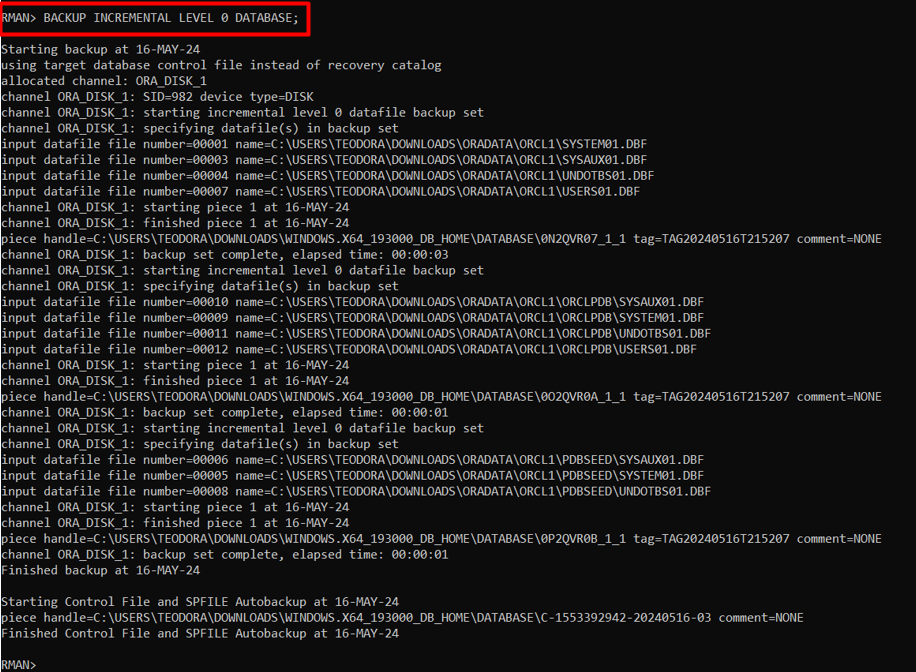 RMAN> BACKUP INCREMENTAL LEVEL 0 DATABASE;
Starting backup at 16-MAY-24
using target database control file instead of recovery catalog
allocated channel: ORA_DISK_1
channel ORA_DISK_1: SID=982 device type=DISK
channel ORA_DISK_1: starting incremental level 0 datafile backup set
channel ORA_DISK_1: specifying datafile(s) in backup set
input datafile file number=00001 name=C:\USERS\TEODORA\DOWNLOADS\ORADATA\ORCL1\SYSTEM01.DBF
input datafile file number=00003 name=C:\USERS\TEODORA\DOWNLOADS\ORADATA\ORCL1\SYSAUX01.DBF
input datafile file number=00004 name=C:\USERS\TEODORA\DOWNLOADS\ORADATA\ORCL1\UNDOTBS01.DBF
input datafile file number=00007 name=C:\USERS\TEODORA\DOWNLOADS\ORADATA\ORCL1\USERS01.DBF
channel ORA_DISK_1: starting piece 1 at 16-MAY-24
channel ORA_DISK_1: finished piece 1 at 16-MAY-24
piece handle=C:\USERS\TEODORA\DOWNLOADS\WINDOWS.X64_193000_DB_HOME\DATABASE\0N2QVR07_1_1 tag=TAG20240516T215207 comment=NONE
channel ORA_DISK_1: backup set complete, elapsed time: 00:00:03
channel ORA_DISK_1: starting incremental level 0 datafile backup set
channel ORA_DISK_1: specifying datafile(s) in backup set
input datafile file number=00010 name=C:\USERS\TEODORA\DOWNLOADS\ORADATA\ORCL1\ORCLPDB\SYSAUX01.DBF
input datafile file number=00009 name=C:\USERS\TEODORA\DOWNLOADS\ORADATA\ORCL1\ORCLPDB\SYSTEM01.DBF
input datafile file number=00011 name=C:\USERS\TEODORA\DOWNLOADS\ORADATA\ORCL1\ORCLPDB\UNDOTBS01.DBF
input datafile file number=00012 name=C:\USERS\TEODORA\DOWNLOADS\ORADATA\ORCL1\ORCLPDB\USERS01.DBF
channel ORA_DISK_1: starting piece 1 at 16-MAY-24
channel ORA_DISK_1: finished piece 1 at 16-MAY-24
piece handle=C:\USERS\TEODORA\DOWNLOADS\WINDOWS.X64_193000_DB_HOME\DATABASE\0O2QVR0A_1_1 tag=TAG20240516T215207 comment=NONE
channel ORA_DISK_1: backup set complete, elapsed time: 00:00:01
channel ORA_DISK_1: starting incremental level 0 datafile backup set
channel ORA_DISK_1: specifying datafile(s) in backup set
input datafile file number=00006 name=C:\USERS\TEODORA\DOWNLOADS\ORADATA\ORCL1\PDBSEED\SYSAUX01.DBF
input datafile file number=00005 name=C:\USERS\TEODORA\DOWNLOADS\ORADATA\ORCL1\PDBSEED\SYSTEM01.DBF
input datafile file number=00008 name=C:\USERS\TEODORA\DOWNLOADS\ORADATA\ORCL1\PDBSEED\UNDOTBS01.DBF
channel ORA_DISK_1: starting piece 1 at 16-MAY-24
channel ORA_DISK_1: finished piece 1 at 16-MAY-24
piece handle=C:\USERS\TEODORA\DOWNLOADS\WINDOWS.X64_193000_DB_HOME\DATABASE\0P2QVR0B_1_1 tag=TAG20240516T215207 comment=NONE
channel ORA_DISK_1: backup set complete, elapsed time: 00:00:01
Finished backup at 16-MAY-24
Starting Control File and SPFILE Autobackup at 16-MAY-24
piece handle=C:\USERS\TEODORA\DOWNLOADS\WINDOWS.X64_193000_DB_HOME\DATABASE\C-1553392942-20240516-03 comment=NONE
Finished Control File and SPFILE Autobackup at 16-MAY-24
RMAN>